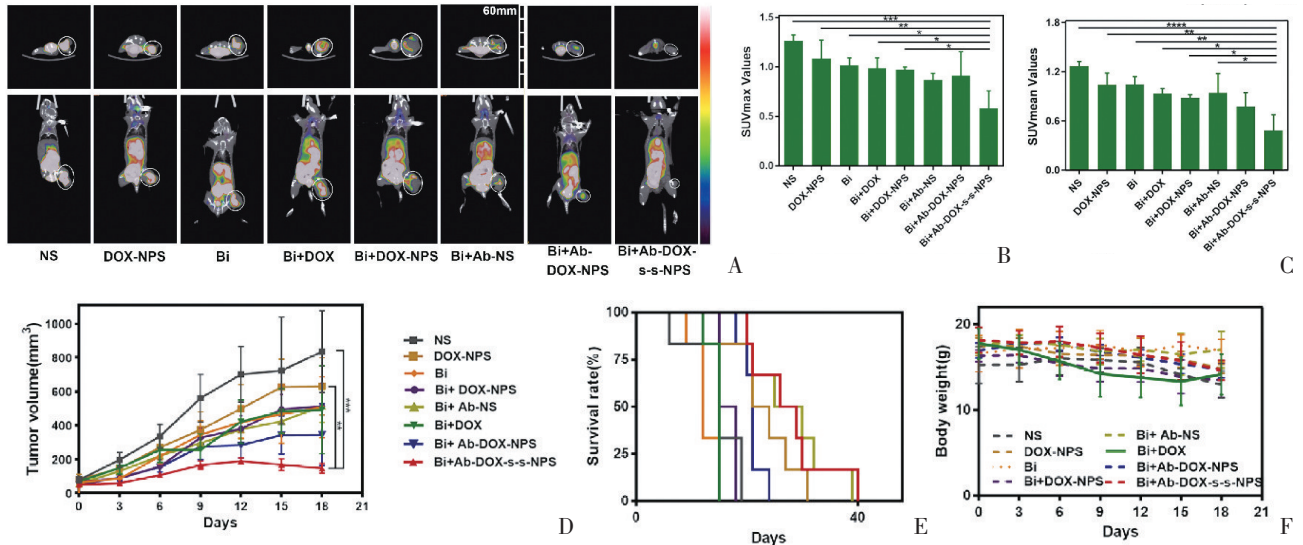 60mm
NS
DOX-NPS
Bi
Bi+DOX
Bi+DOX-NPS
Bi+Ab-NS
Bi+Ab-
DOX-NPS
Bi+Ab-DOX-
s-s-NPS
A
SUVmax Values
1.5
1.0
0.5
0.0
***
**
*
*
*
NS
DOX-NPS
Bi
Bi+DOX
Bi+DOX-NPS
Bi+Ab-NS
Bi+Ab-DOX-NPS
Bi+Ab-DOX-s-s-NPS
B
SUVmean Values
1.8
1.2
0.6
0.0
****
**
**
*
*
*
NS
DOX-NPS
Bi
Bi+DOX
Bi+DOX-NPS
Bi+Ab-NS
Bi+Ab-DOX-NPS
Bi+Ab-DOX-s-s-NPS
C
Tumor volume(mm3)
1000
800
600
400
200
0
0 3 6 9 12 15 18 21
Days
***
**
NS
DOX-NPS
Bi
Bi+ DOX-NPS
Bi+ Ab-NS
Bi+DOX
Bi+ Ab-DOX-NPS
Bi+Ab-DOX-s-s-NPS
D
Survival rate(%)
100
75
50
25
0
0 40
Days
E
Body weight(g)
20
10
0
NS
DOX-NPS
Bi
Bi+DOX-NPS
Bi+ Ab-NS
Bi+DOX
Bi+Ab-DOX-NPS
Bi+Ab-DOX-s-s-NPS
0 3 6 9 12 15 18 21
Days
F